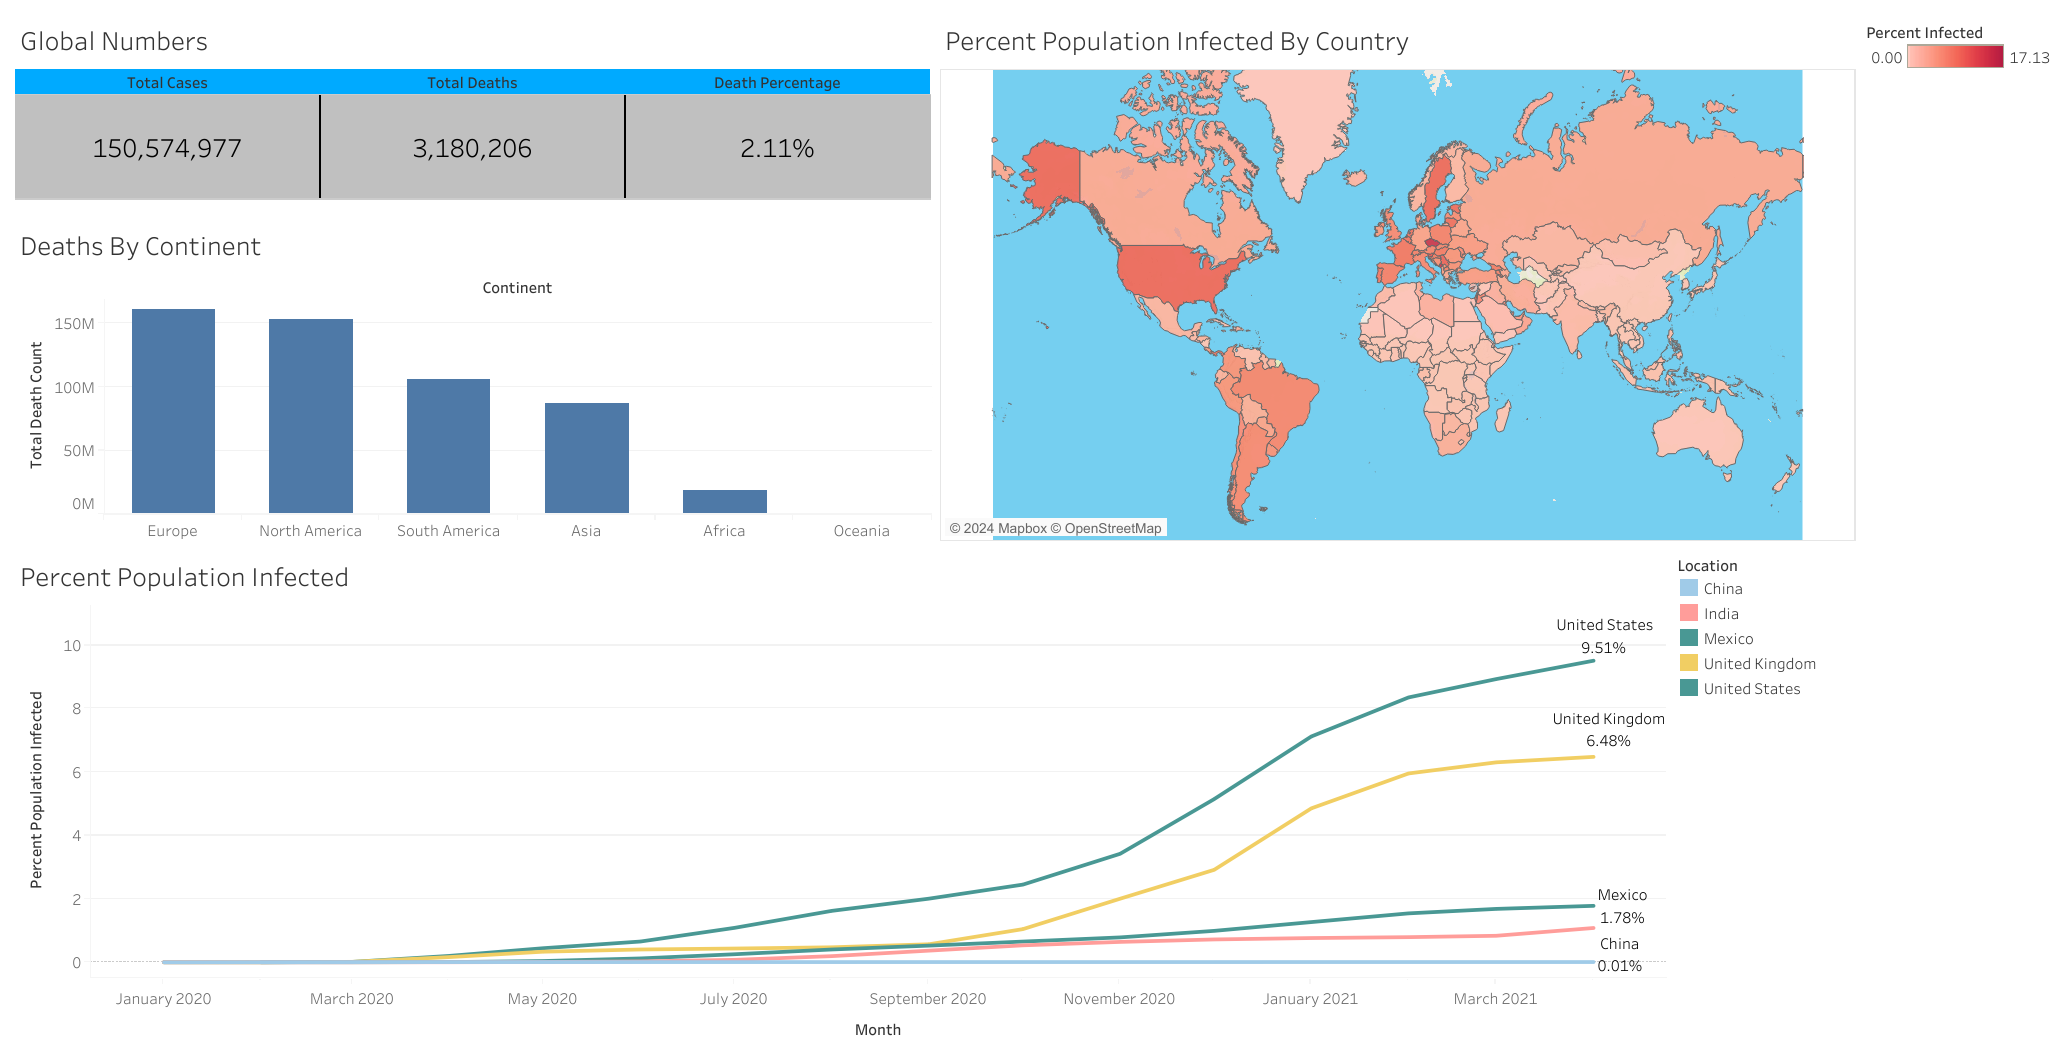 Global Numbers
Total Cases
Total Deaths
Death Percentage
150,574,977
3,180,206
2.11%
Deaths By Continent
Continent
Total Death Count
150M
100M
50M
0M
Europe
North America
South America
Asia
Africa
Oceania
Percent Population Infected By Country
Percent Infected
0.00
17.13
© 2024 Mapbox © OpenStreetMap
Percent Population Infected
Percent Population Infected
10
8
6
4
2
0
United States
9.51%
United Kingdom
6.48%
Mexico
1.78%
China
0.01%
January 2020
March 2020
May 2020
July 2020
September 2020
November 2020
January 2021
March 2021
Month
Location
China
India
Mexico
United Kingdom
United States